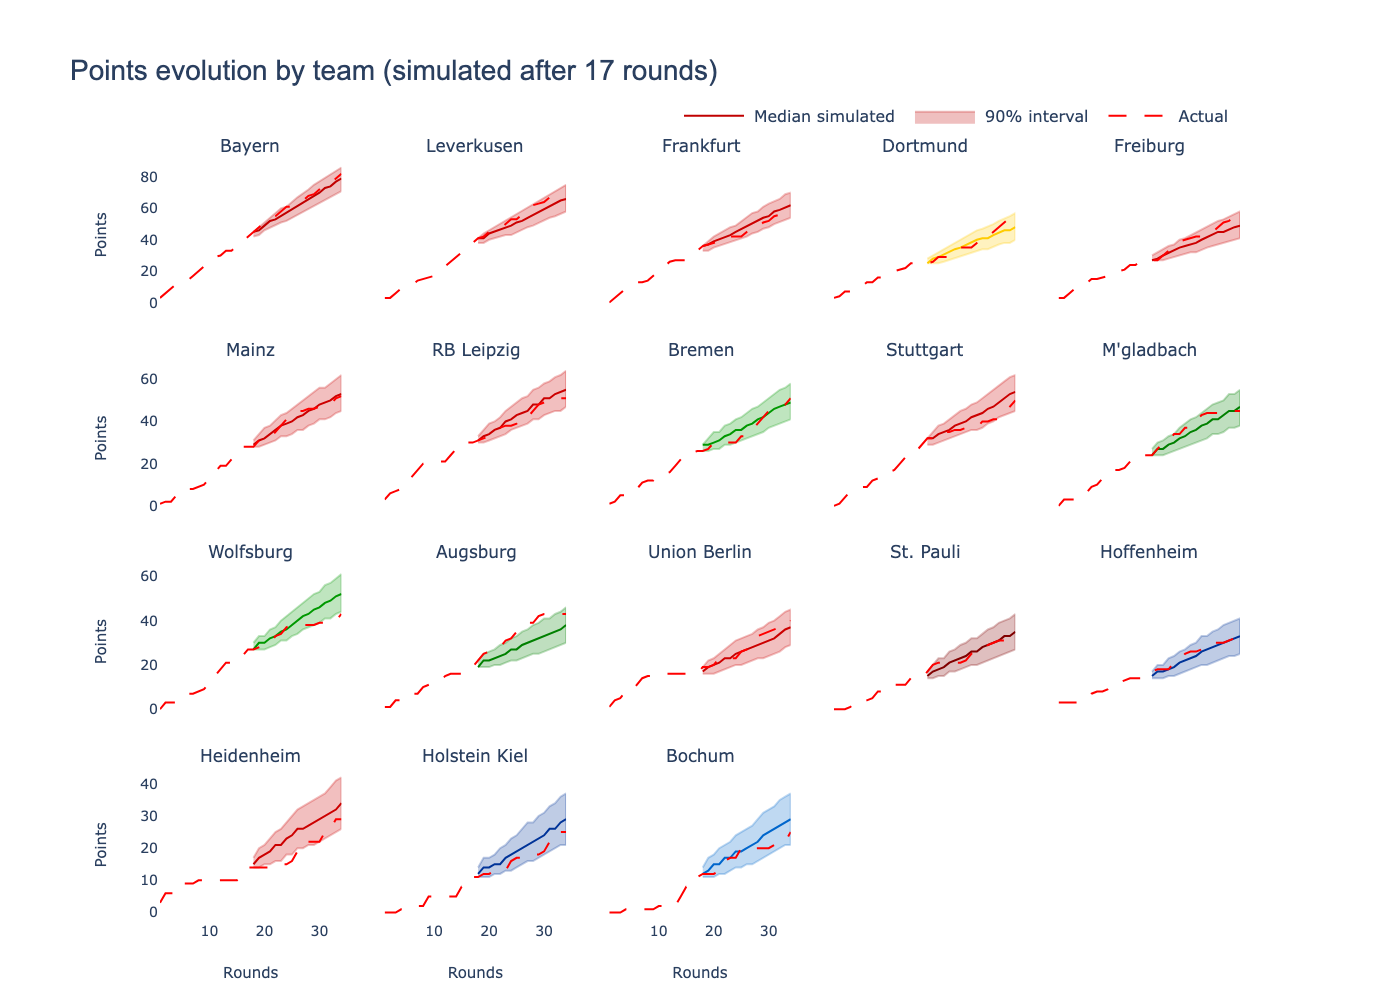 Points evolution by team (simulated after 17 rounds)
Median simulated 90% interval Actual
Bayern Leverkusen Frankfurt Dortmund Freiburg
80
60
40
20
0
Points
Mainz RB Leipzig Bremen Stuttgart M'gladbach
60
40
20
0
Points
Wolfsburg Augsburg Union Berlin St. Pauli Hoffenheim
60
40
20
0
Points
Heidenheim Holstein Kiel Bochum
40
30
20
10
0
Points
10 20 30 10 20 30 10 20 30
Rounds Rounds Rounds